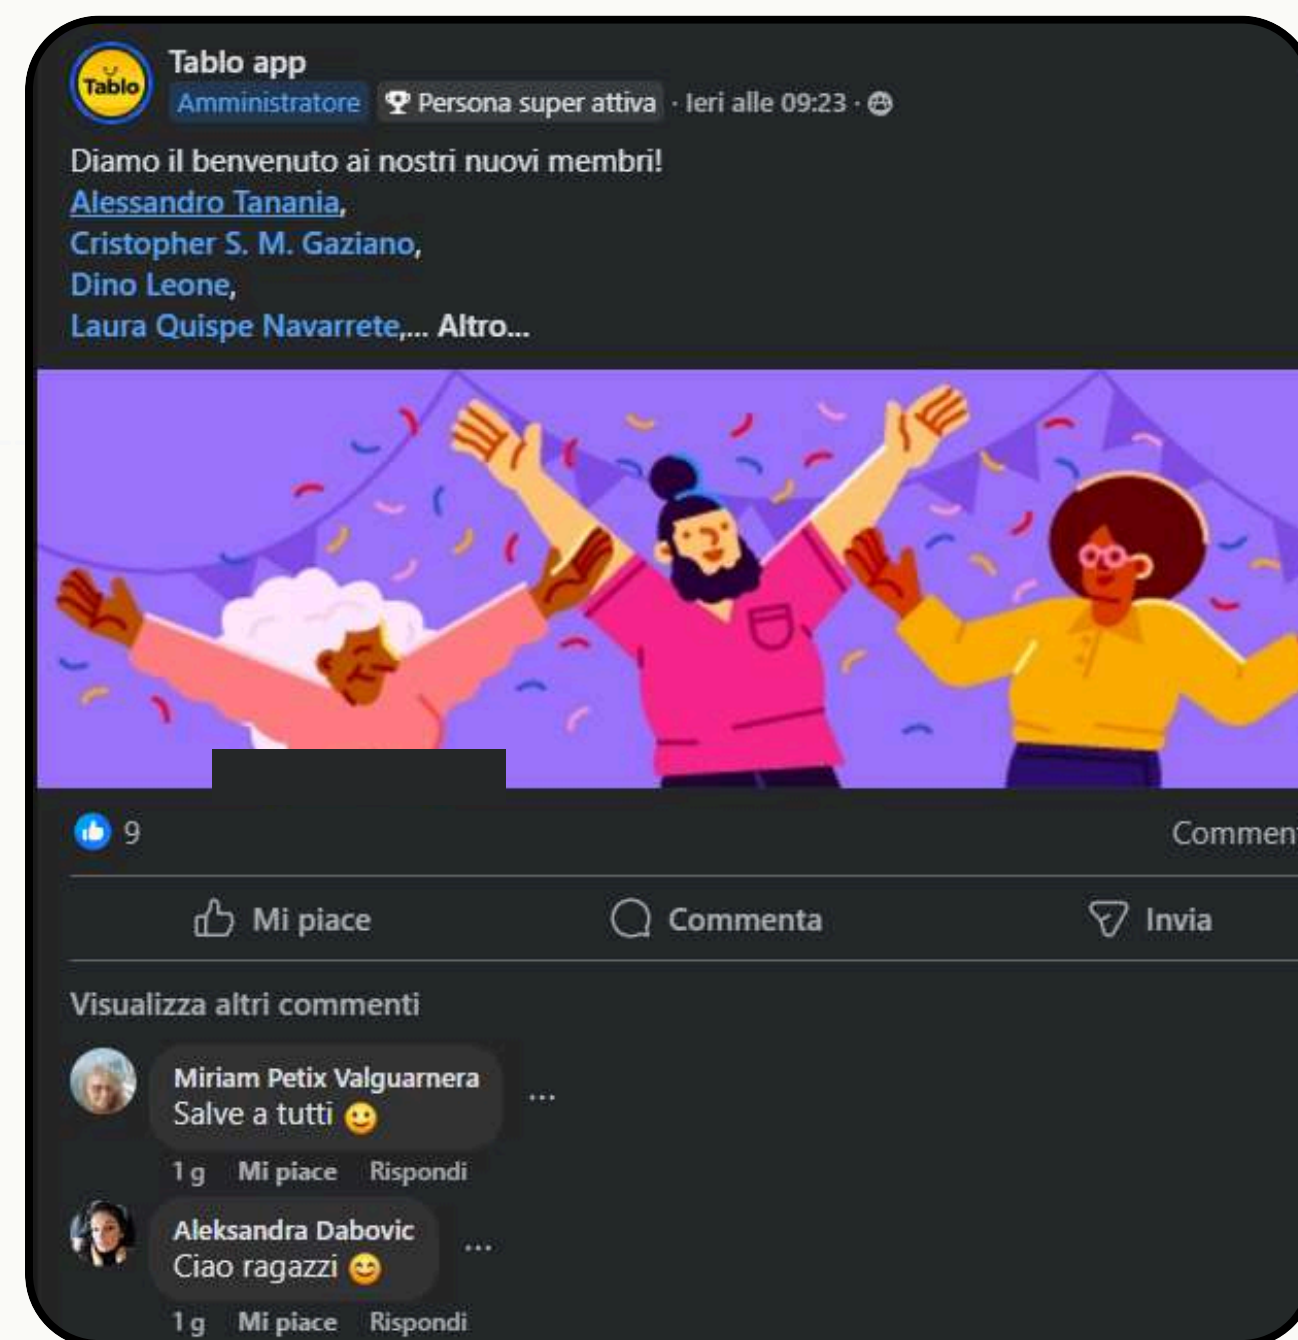 Tablo
Tablo app
Amministratore Persona super attiva · Ieri alle 09:23 ·
Diamo il benvenuto ai nostri nuovi membri!
Alessandro Tanania,
Cristopher S. M. Gaziano,
Dino Leone,
Laura Quispe Navarrete,... Altro...
9
Comment
Mi piace Commenta Invia
Visualizza altri commenti
Miriam Petix Valguarnera
Salve a tutti 🙂
...
1 g Mi piace Rispondi
Aleksandra Dabovic
Ciao ragazzi 😊
...
1 g Mi piace Rispondi